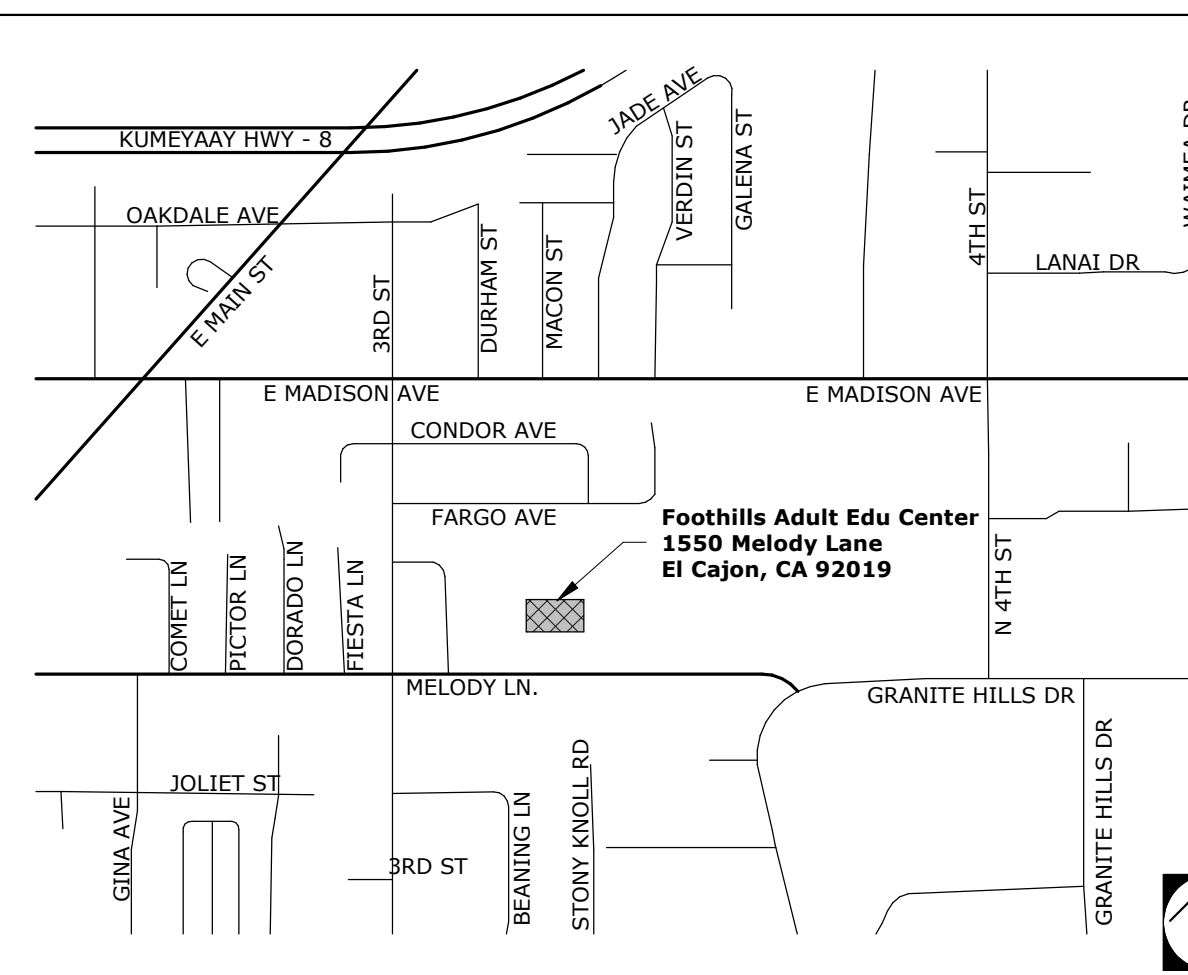 JADE AVE
KUMEYAAY HWY - 8
VERDIN ST
GALENA ST
OAKDALE AVE
4TH ST
LANAI DR
E MAIN ST
3RD ST
DURHAM ST
MACON ST
E MADISON AVE
E MADISON AVE
CONDOR AVE
FARGO AVE
Foothills Adult Edu Center
1550 Melody Lane
El Cajon, CA 92019
COMET LN
PICTOR LN
DORADO LN
FIESTA LN
N 4TH ST
MELODY LN.
GRANITE HILLS DR
JOLIET ST
GINA AVE
3RD ST
BEANING LN
STONY KNOLL RD
GRANITE HILLS DR